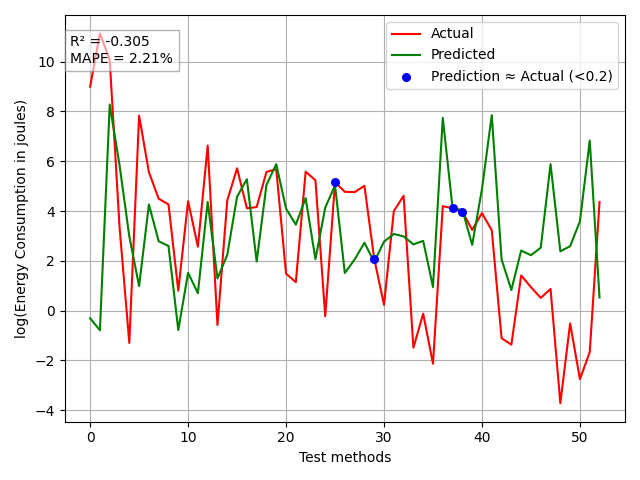 R² = -0.305
MAPE = 2.21%
Actual
Predicted
Prediction ≈ Actual (<0.2)
log(Energy Consumption in joules)
10
8
6
4
2
0
−2
−4
0
10
20
30
40
50
Test methods